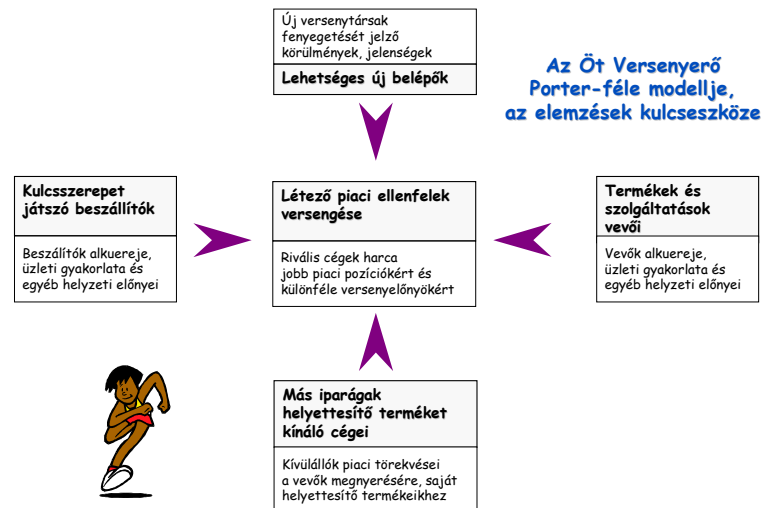 Új versenytársak
fenyegetését jelző
körülmények, jelenségek
Lehetséges új belépők
Az Öt Versenyerő
Porter-féle modellje,
az elemzések kulcseszköze
Kulcsszerepet
játszó beszállítók
Beszálítók alkuereje,
üzleti gyakorlata és
egyéb helyzeti előnyei
Létező piaci ellenfelek
versengése
Rivális cégek harca
jobb piaci pozíciókért és
különféle versenyelőnyökért
Termékek és
szolgáltatások
vevői
Vevők alkuereje,
üzleti gyakorlata és
egyéb helyzeti előnyei
Más iparágak
helyettesítő terméket
kínáló cégei
Kívülállók piaci törekvései
a vevők megnyerésére, saját
helyettesítő termékeikhez